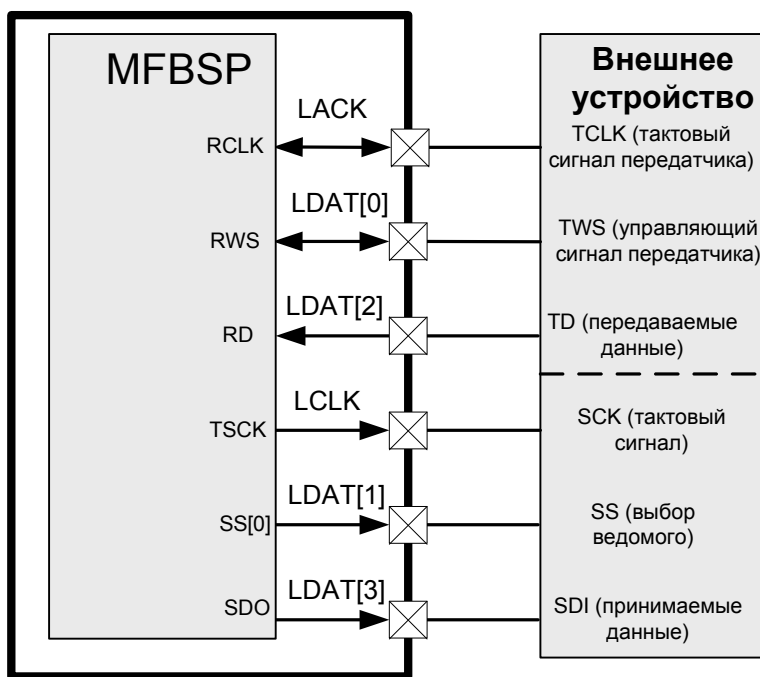 MFBSP
Внешнее
устройство
LACK
RCLK
TCLK (тактовый
сигнал передатчика)
LDAT[0]
RWS
TWS (управляющий
сигнал передатчика)
LDAT[2]
RD
TD (передаваемые
данные)
LCLK
TSCK
SCK (тактовый
сигнал)
LDAT[1]
SS[0]
SS (выбор
ведомого)
LDAT[3]
SDO
SDI (принимаемые
данные)